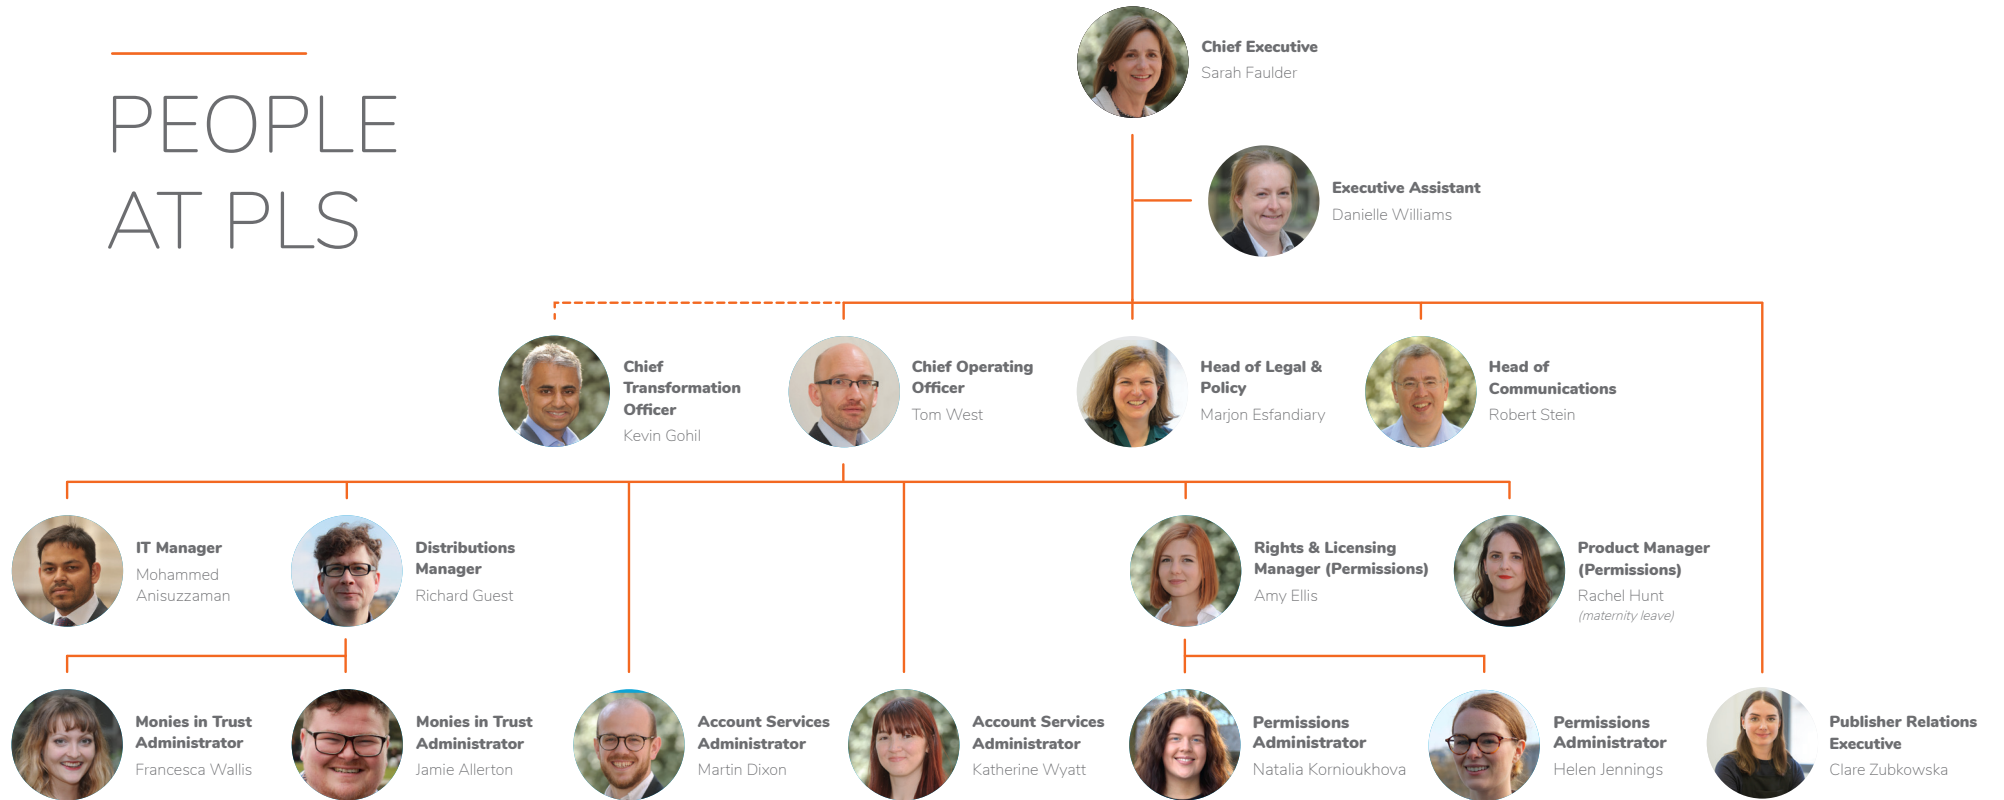 PEOPLE
AT PLS
Chief Executive
Sarah Faulder
Executive Assistant
Danielle Williams
Chief
Transformation
Officer
Kevin Gohil
Chief Operating
Officer
Tom West
Head of Legal &
Policy
Marjon Esfandiary
Head of
Communications
Robert Stein
IT Manager
Mohammed
Anisuzzaman
Distributions
Manager
Richard Guest
Rights & Licensing
Manager (Permissions)
Amy Ellis
Product Manager
(Permissions)
Rachel Hunt
(maternity leave)
Monies in Trust
Administrator
Francesca Wallis
Monies in Trust
Administrator
Jamie Allerton
Account Services
Administrator
Martin Dixon
Account Services
Administrator
Katherine Wyatt
Permissions
Administrator
Natalia Kornioukhova
Permissions
Administrator
Helen Jennings
Publisher Relations
Executive
Clare Zubkowska